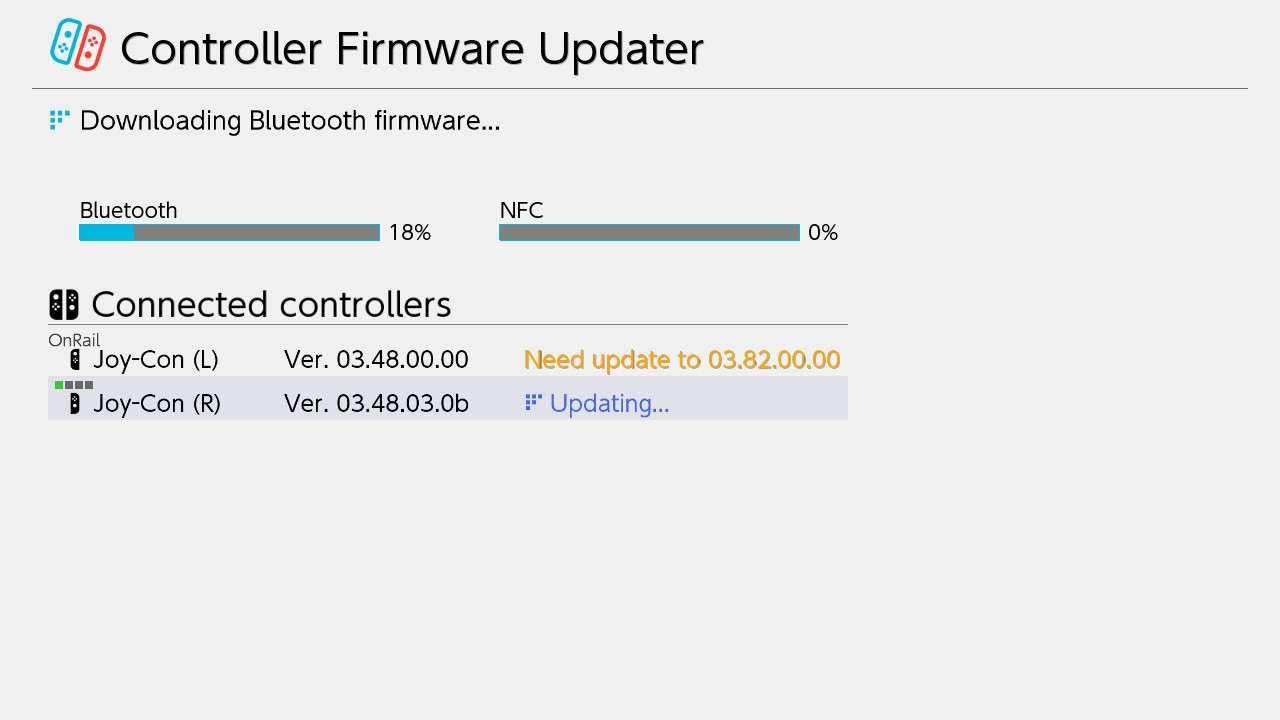 Controller Firmware Updater
Downloading Bluetooth firmware...
Bluetooth NFC
18% 0%
Connected controllers
OnRail
Joy-Con (L) Ver. 03.48.00.00 Need update to 03.82.00.00
Joy-Con (R) Ver. 03.48.03.0b Updating...